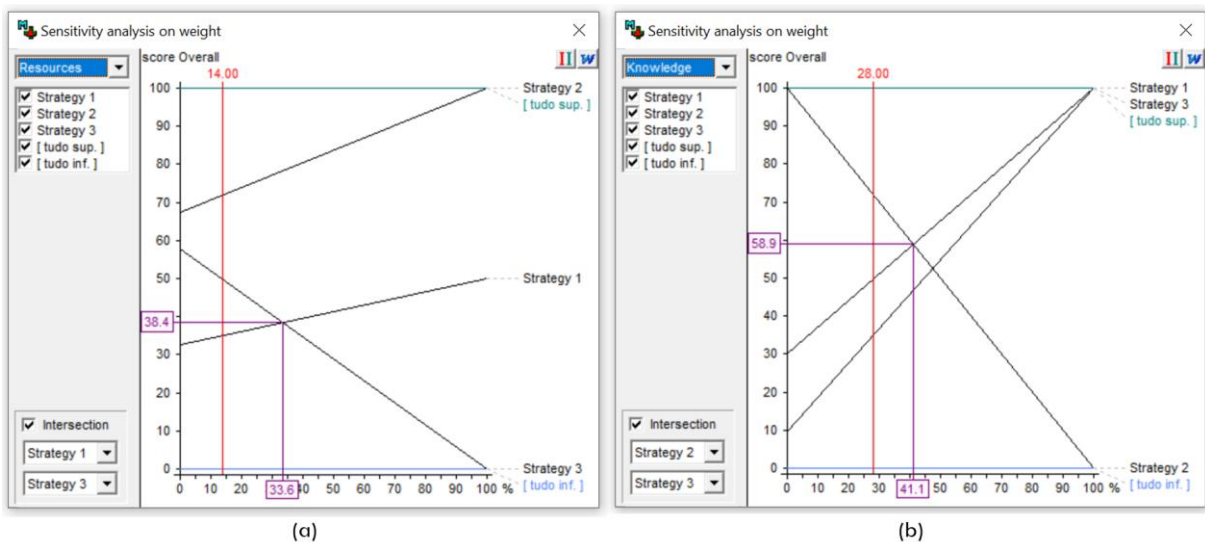 Sensitivity analysis on weight
Resources
Strategy 1
Strategy 2
Strategy 3
[ tudo sup. ]
[ tudo inf. ]
Intersection
Strategy 1
Strategy 3
score Overall
14.00
100
90
80
70
60
50
40
30
20
10
0
38.4
0 10 20 30 40 50 60 70 80 90 100 %
33.6
Strategy 2
[ tudo sup. ]
Strategy 1
Strategy 3
[ tudo inf. ]
(a)
Sensitivity analysis on weight
Knowledge
Strategy 1
Strategy 2
Strategy 3
[ tudo sup. ]
[ tudo inf. ]
Intersection
Strategy 2
Strategy 3
score Overall
28.00
100
90
80
70
60
50
40
30
20
10
0
58.9
0 10 20 30 40 50 60 70 80 90 100 %
41.1
Strategy 1
Strategy 3
[ tudo sup. ]
Strategy 2
[ tudo inf. ]
(b)